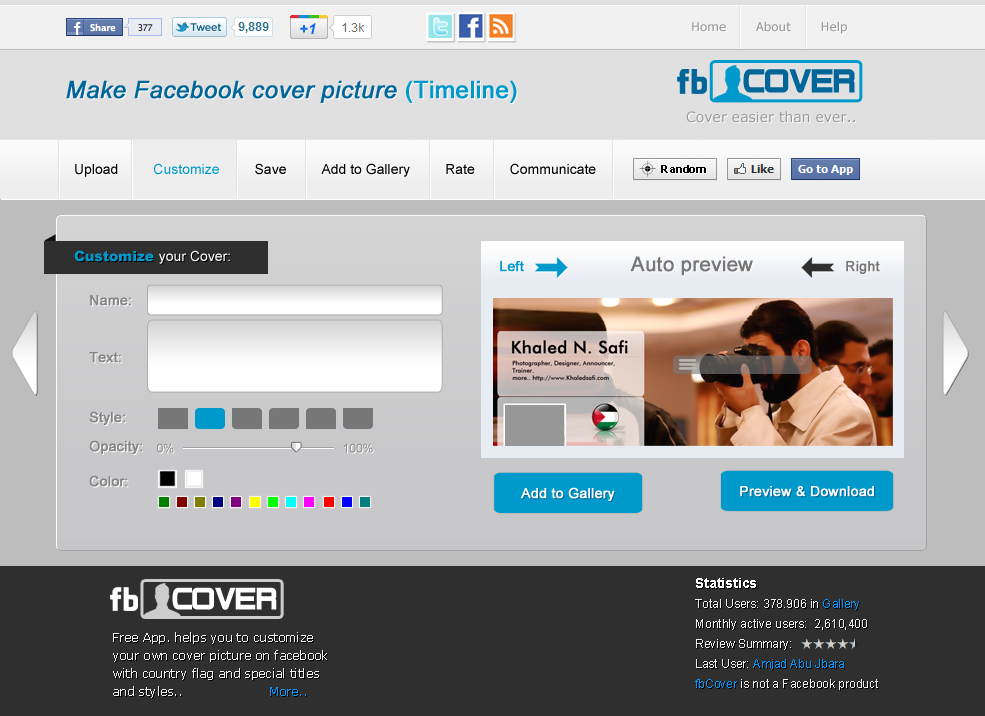 Share 377 Tweet 9,889 +1 1.3k Home About Help
Make Facebook cover picture (Timeline)
fb COVER
Cover easier than ever..
Upload Customize Save Add to Gallery Rate Communicate Random Like Go to App
Customize your Cover:
Name:
Text:
Style:
Opacity: 0% 100%
Color:
Left Auto preview Right
Khaled N. Safi
Photographer, Designer, Announcer,
Trainer.
more.. http://www.Khaledsafi.com
Add to Gallery Preview & Download
fb COVER
Free App. helps you to customize
your own cover picture on facebook
with country flag and special titles
and styles.. More..
Statistics
Total Users: 378.906 in Gallery
Monthly active users: 2,610,400
Review Summary:
Last User: Amjad Abu Jbara
fbCover is not a Facebook product